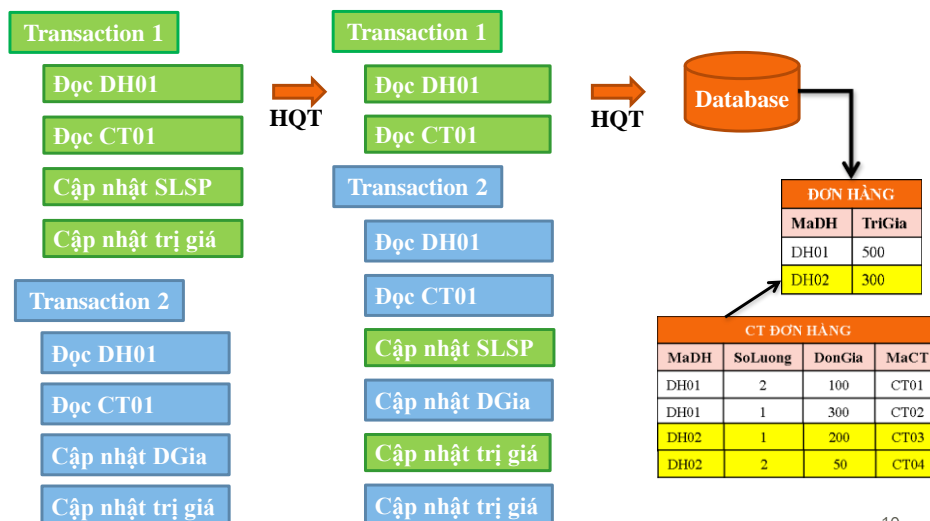 Transaction 1
Đọc DH01
Đọc CT01
Cập nhật SLSP
Cập nhật trị giá
Transaction 2
Đọc DH01
Đọc CT01
Cập nhật DGia
Cập nhật trị giá
HQT
Transaction 1
Đọc DH01
Đọc CT01
Transaction 2
Đọc DH01
Đọc CT01
Cập nhật SLSP
Cập nhật DGia
Cập nhật trị giá
Cập nhật trị giá
HQT
Database
ĐƠN HÀNG
MaDH TriGia
DH01 500
DH02 300
CT ĐƠN HÀNG
MaDH SoLuong DonGia MaCT
DH01 2 100 CT01
DH01 1 300 CT02
DH02 1 200 CT03
DH02 2 50 CT04